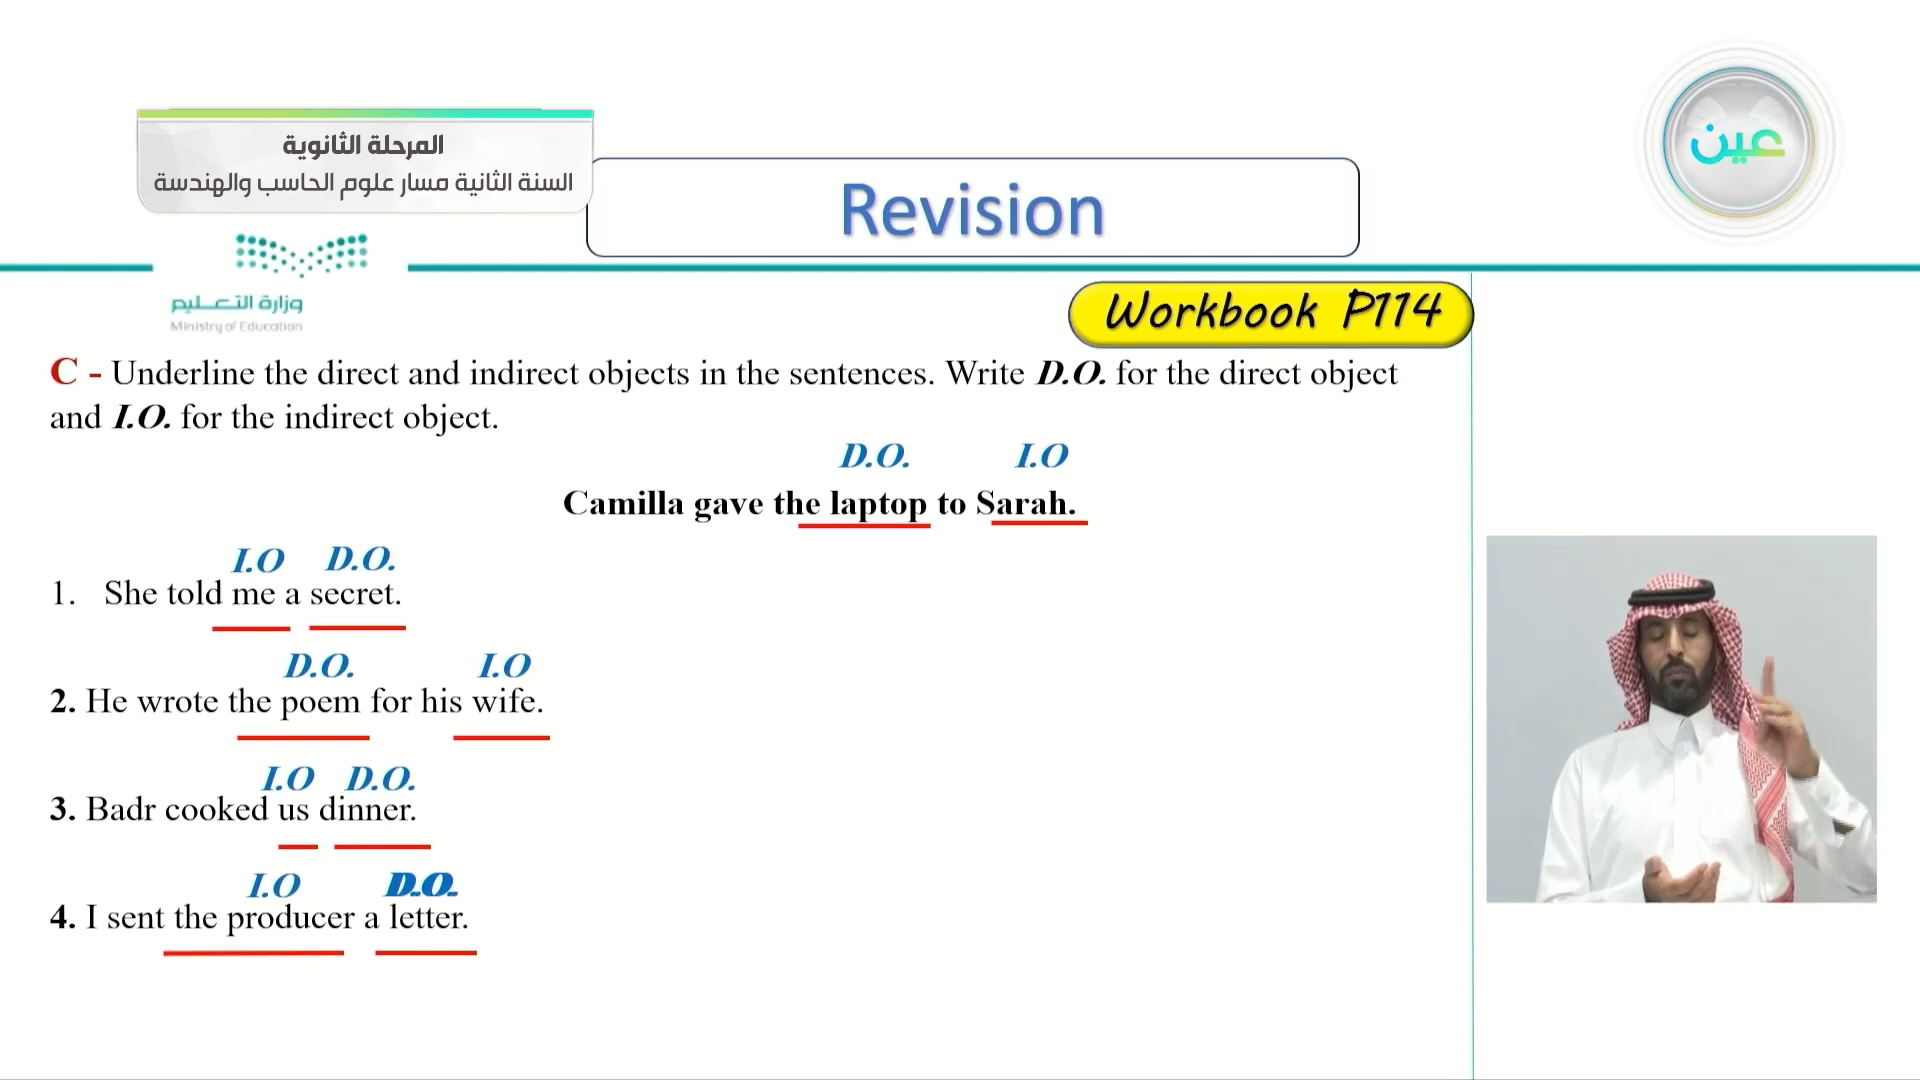 المرحلة الثانوية
السنة الثانية مسار علوم الحاسب والهندسة
Revision
عين
وزارة التعليم
Ministry of Education
Workbook P114
C - Underline the direct and indirect objects in the sentences. Write D.O. for the direct object
and I.O. for the indirect object.
D.O. I.O
Camilla gave the laptop to Sarah.
I.O D.O.
1. She told me a secret.
D.O. I.O
2. He wrote the poem for his wife.
I.O D.O.
3. Badr cooked us dinner.
I.O D.O.
4. I sent the producer a letter.